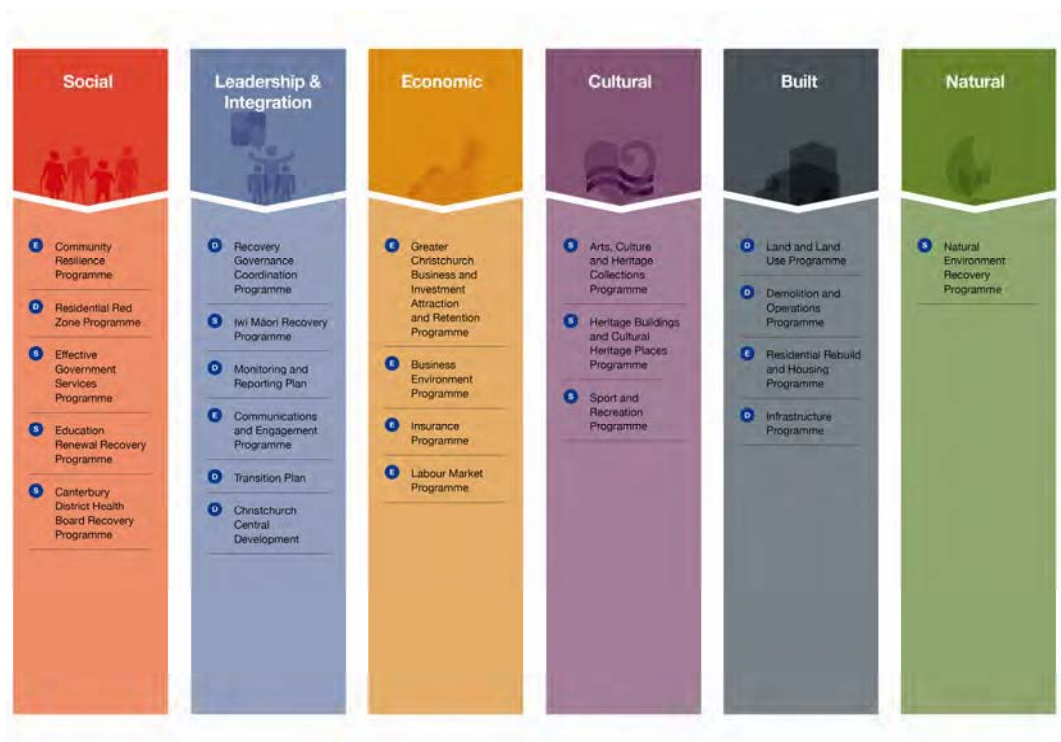 Social
E Community
Resilience
Programme
D Residential Red
Zone Programme
S Effective
Government
Services
Programme
S Education
Renewal Recovery
Programme
S Canterbury
District Health
Board Recovery
Programme
Leadership &
Integration
D Recovery
Governance
Coordination
Programme
S Iwi Māori Recovery
Programme
D Monitoring and
Reporting Plan
E Communications
and Engagement
Programme
D Transition Plan
D Christchurch
Central
Development
Economic
E Greater
Christchurch
Business and
Investment
Attraction
and Retention
Programme
E Business
Environment
Programme
E Insurance
Programme
E Labour Market
Programme
Cultural
S Arts, Culture
and Heritage
Collections
Programme
S Heritage Buildings
and Cultural
Heritage Places
Programme
S Sport and
Recreation
Programme
Built
D Land and Land
Use Programme
D Demolition and
Operations
Programme
E Residential Rebuild
and Housing
Programme
D Infrastructure
Programme
Natural
S Natural
Environment
Recovery
Programme